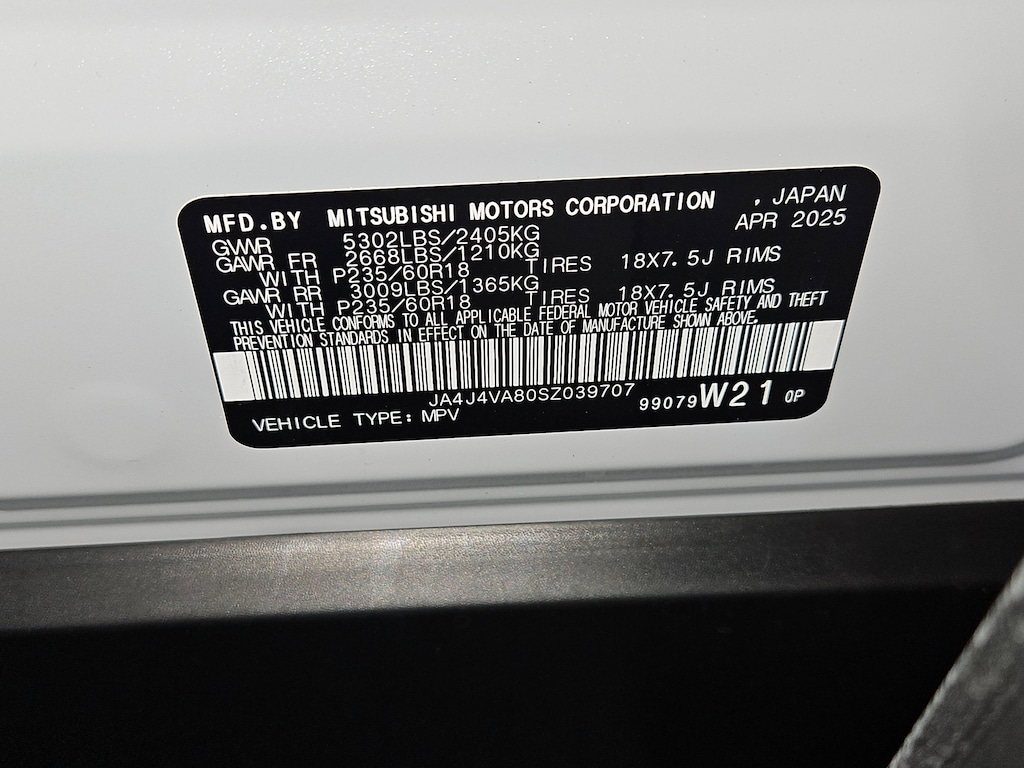 MFD.BY MITSUBISHI MOTORS CORPORATION , JAPAN
APR 2025
GVWR 5302LBS/2405KG
GAWR FR 2668LBS/1210KG
WITH P235/60R18 TIRES 18X7.5J RIMS
GAWR RR 3009LBS/1365KG
WITH P235/60R18 TIRES 18X7.5J RIMS
THIS VEHICLE CONFORMS TO ALL APPLICABLE FEDERAL MOTOR VEHICLE SAFETY AND THEFT
PREVENTION STANDARDS IN EFFECT ON THE DATE OF MANUFACTURE SHOWN ABOVE.
JA4J4VA80SZ039707
VEHICLE TYPE: MPV 99079 W21 QP